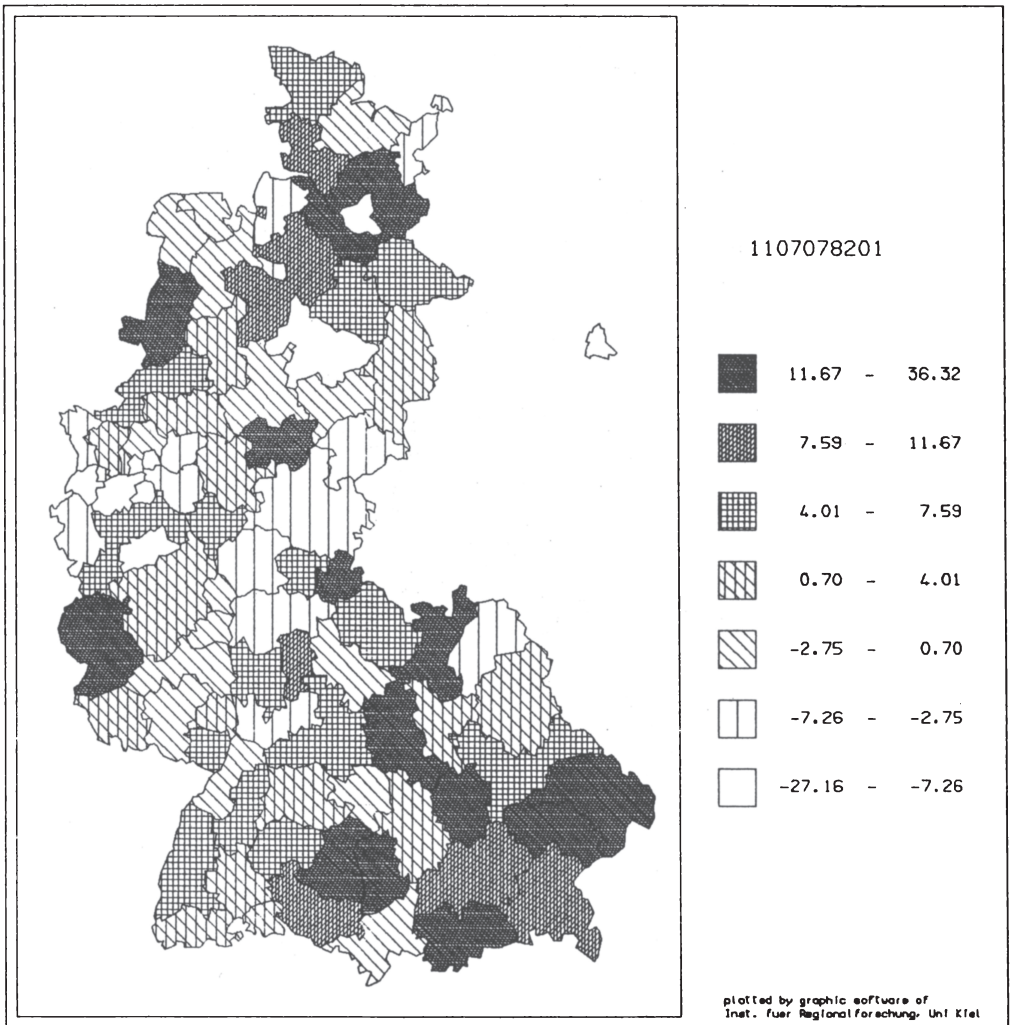 1107078201
11.67 - 36.32
7.59 - 11.67
4.01 - 7.59
0.70 - 4.01
-2.75 - 0.70
-7.26 - -2.75
-27.16 - -7.26
plotted by graphic software of
Inst. fuer Regionalforschung, Uni Kiel